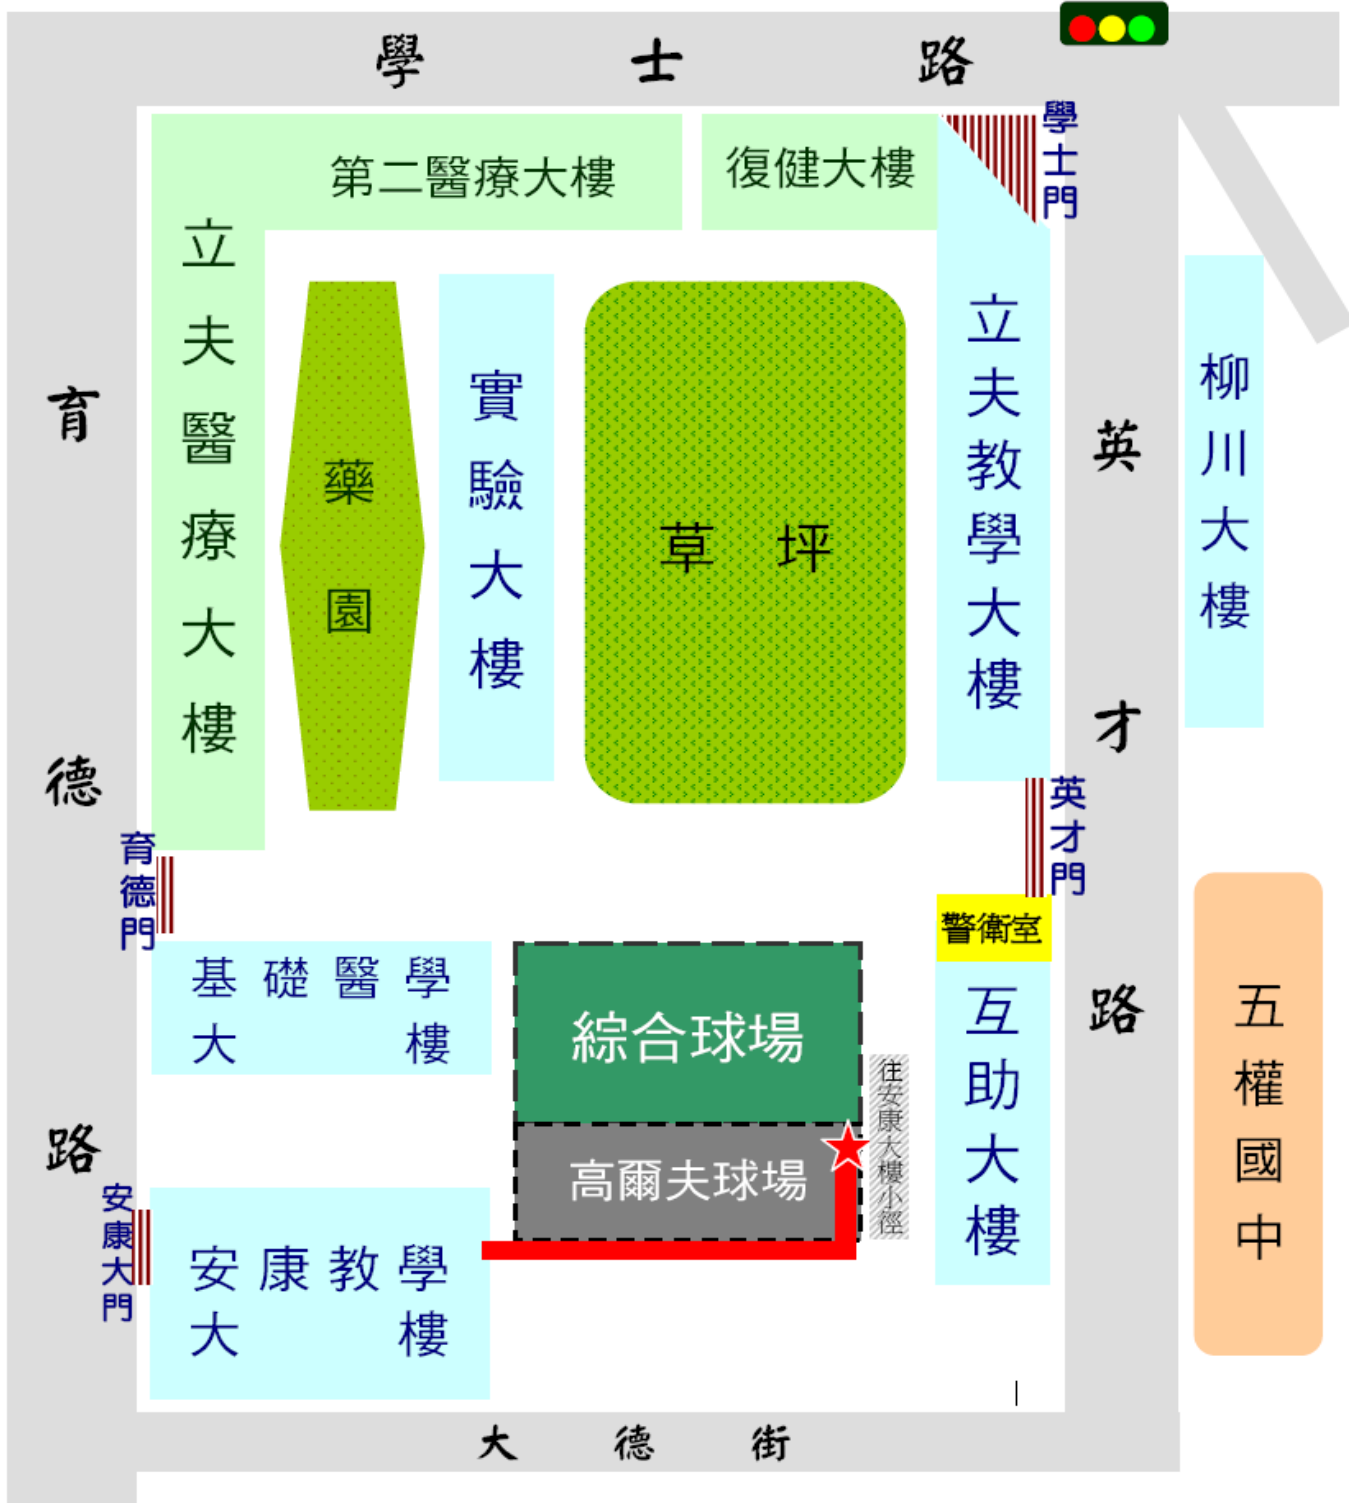 學士路
學士門
第二醫療大樓
復健大樓
立夫醫療大樓
藥園
實驗大樓
草坪
立夫教學大樓
柳川大樓
育德路
英才路
育德門
英才門
警衛室
基礎醫學
大樓
綜合球場
高爾夫球場
往安康大樓小徑
互助大樓
五權國中
安康大門
安康教學
大樓
大德街